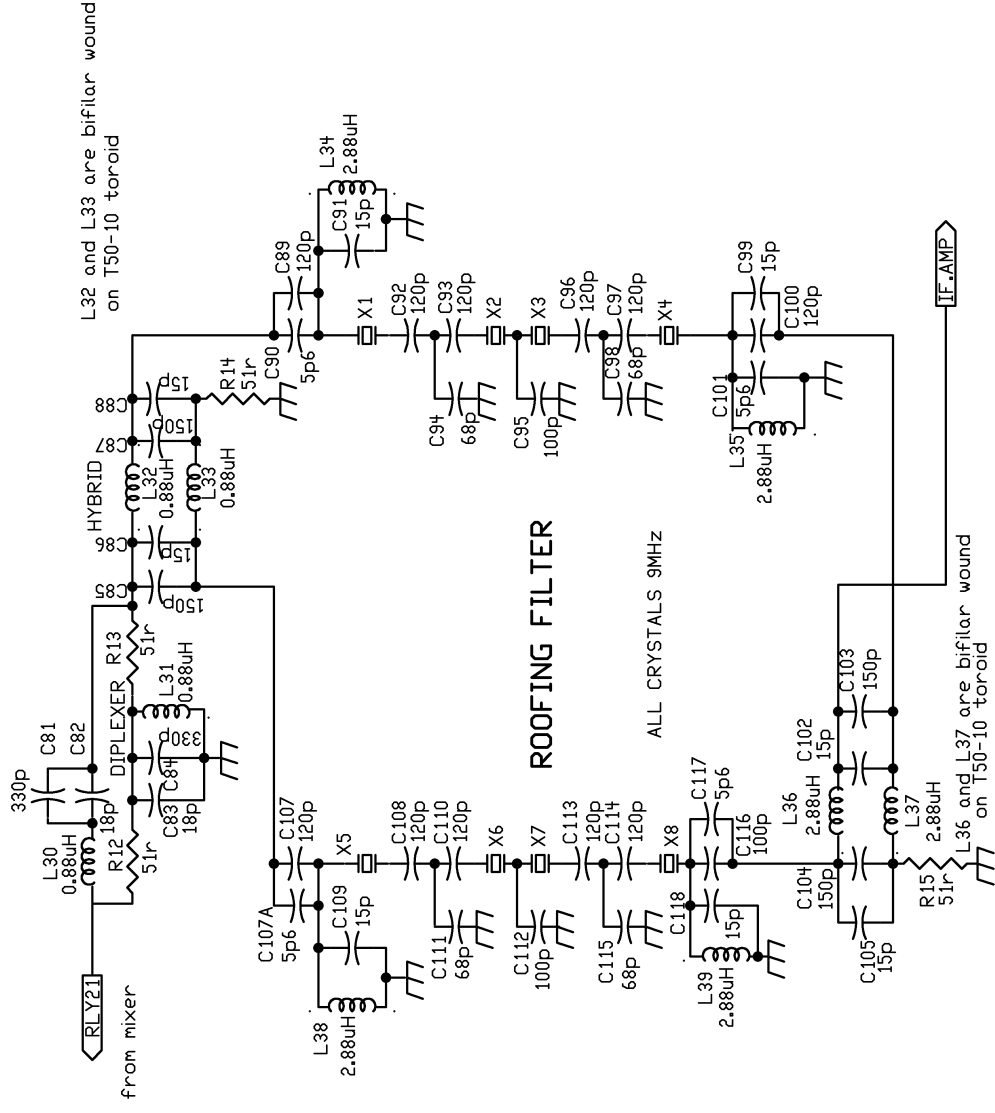 L32 and L33 are bifilar wound
on T50-10 toroid
330p
C81
C82
18p
L30
0.88uH
R12
51r
DIPLEXER
C83
18p
C84
330p
L31
0.88uH
R13
51r
HYBRID
C85
150p
C86
15p
L32
0.88uH
L33
0.88uH
C87
150p
C88
15p
R14
51r
RLY21
from mixer
C89
120p
C90
5p6
C91
15p
L34
2.88uH
X1
C92
120p
C93
120p
C94
68p
X2
C95
100p
X3
C96
120p
C97
120p
C98
68p
X4
C99
15p
C100
120p
C101
5p6
L35
2.88uH
IF.AMP
ROOFING FILTER
ALL CRYSTALS 9MHz
C107
120p
C107A
5p6
C109
15p
L38
2.88uH
X5
C108
120p
C110
120p
C111
68p
X6
C112
100p
X7
C113
120p
C114
120p
C115
68p
X8
C117
5p6
C116
100p
C118
15p
L39
2.88uH
C103
150p
C102
15p
L36
2.88uH
L37
2.88uH
C104
150p
C105
15p
R15
51r
L36 and L37 are bifilar wound
on T50-10 toroid